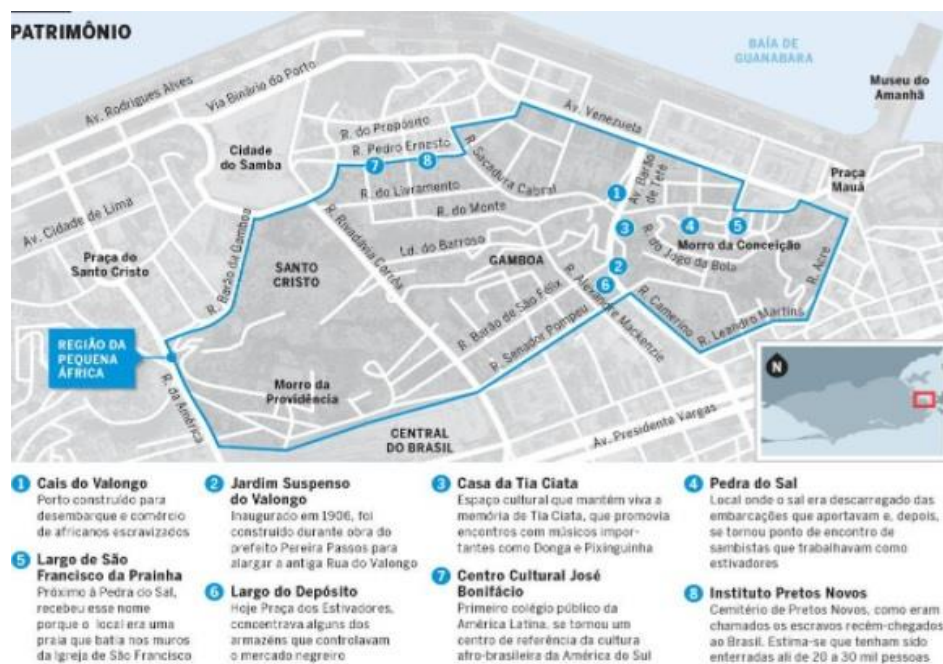 PATRIMÔNIO
BAÍA DE
GUANABARA
Museu do
Amanhã
Av. Rodrigues Alves
Via Binário do Porto
Av. Venezuela
Cidade
do Samba
R. do Propósito
R. Pedro Ernesto
7
8
R. Sacadura Cabral
Av. Barão
de Tefé
Praça
Mauá
R. do Livramento
1
Av. Cidade de Lima
R. do Monte
3
4
5
Morro da Conceição
R. do Jogo da Bola
Ld. do Barroso
GAMBOA
R. Acre
Praça do
Santo Cristo
R. Barão da Gamboa
SANTO
CRISTO
R. Rivadávia Corrêa
2
6
R. Barão de São Félix
R. Alexandre Mackenzie
R. Camerino
R. Leandro Martins
R. Senador Pompeu
REGIÃO DA
PEQUENA
ÁFRICA
R. da América
Morro da
Providência
N
CENTRAL
DO BRASIL
Av. Presidente Vargas
1 Cais do Valongo
Porto construído para
desembarque e comércio
de africanos escravizados
2 Jardim Suspenso
do Valongo
Inaugurado em 1906, foi
construído durante obra do
prefeito Pereira Passos para
alargar a antiga Rua do Valongo
3 Casa da Tia Ciata
Espaço cultural que mantém viva a
memória de Tia Ciata, que promovia
encontros com músicos impor-
tantes como Donga e Pixinguinha
4 Pedra do Sal
Local onde o sal era descarregado das
embarcações que aportavam e, depois,
se tornou ponto de encontro de
sambistas que trabalhavam como
estivadores
5 Largo de São
Francisco da Prainha
Próximo à Pedra do Sal,
recebeu esse nome
porque o local era uma
praia que batia nos muros
da Igreja de São Francisco
6 Largo do Depósito
Hoje Praça dos Estivadores,
concentrava alguns dos
armazéns que controlavam
o mercado negreiro
7 Centro Cultural José
Bonifácio
Primeiro colégio público da
América Latina, se tornou um
centro de referência da cultura
afro-brasileira da América do Sul
8 Instituto Pretos Novos
Cemitério de Pretos Novos, como eram
chamados os escravos recém-chegados
ao Brasil. Estima-se que tenham sido
enterradas ali de 20 a 30 mil pessoas